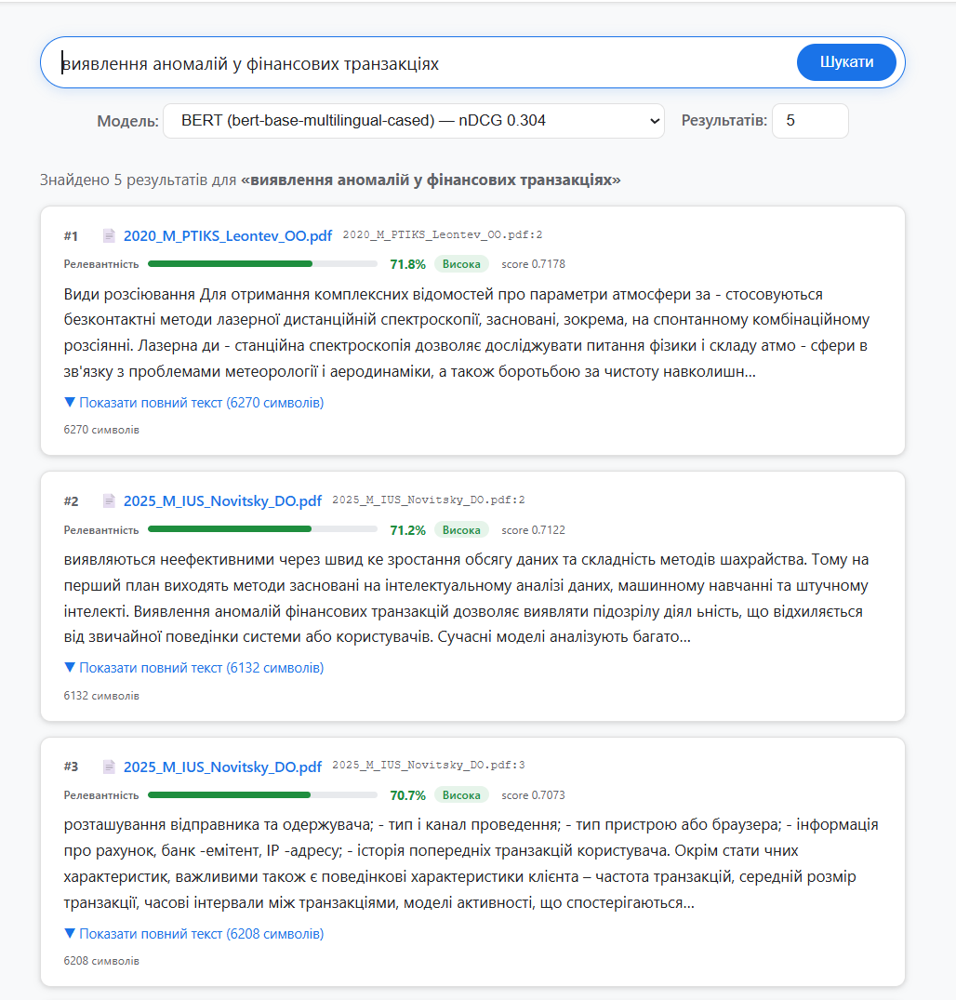 виявлення аномалій у фінансових транзакціях
Шукати
Модель: BERT (bert-base-multilingual-cased) — nDCG 0.304 Результатів: 5
Знайдено 5 результатів для «виявлення аномалій у фінансових транзакціях»
#1 2020_M_PTIKS_Leontev_OO.pdf 2020_M_PTIKS_Leontev_OO.pdf:2
Релевантність 71.8% Висока score 0.7178
Види розсіювання Для отримання комплексних відомостей про параметри атмосфери за - стосовуються
безконтактні методи лазерної дистанційній спектроскопії, засновані, зокрема, на спонтанному комбінаційному
розсіянні. Лазерна ди - станційна спектроскопія дозволяє досліджувати питання фізики і складу атмо - сфери в
зв'язку з проблемами метеорології і аеродинаміки, а також боротьбою за чистоту навколишн...
▼ Показати повний текст (6270 символів)
6270 символів
#2 2025_M_IUS_Novitsky_DO.pdf 2025_M_IUS_Novitsky_DO.pdf:2
Релевантність 71.2% Висока score 0.7122
виявляються неефективними через швид ке зростання обсягу даних та складність методів шахрайства. Тому на
перший план виходять методи засновані на інтелектуальному аналізі даних, машинному навчанні та штучному
інтелекті. Виявлення аномалій фінансових транзакцій дозволяє виявляти підозрілу діял ьність, що відхиляється
від звичайної поведінки системи або користувачів. Сучасні моделі аналізують багато...
▼ Показати повний текст (6132 символів)
6132 символів
#3 2025_M_IUS_Novitsky_DO.pdf 2025_M_IUS_Novitsky_DO.pdf:3
Релевантність 70.7% Висока score 0.7073
розташування відправника та одержувача; - тип і канал проведення; - тип пристрою або браузера; - інформація
про рахунок, банк -емітент, IP -адресу; - історія попередніх транзакцій користувача. Окрім стати чних
характеристик, важливими також є поведінкові характеристики клієнта – частота транзакцій, середній розмір
транзакції, часові інтервали між транзакціями, моделі активності, що спостерігаються...
▼ Показати повний текст (6208 символів)
6208 символів